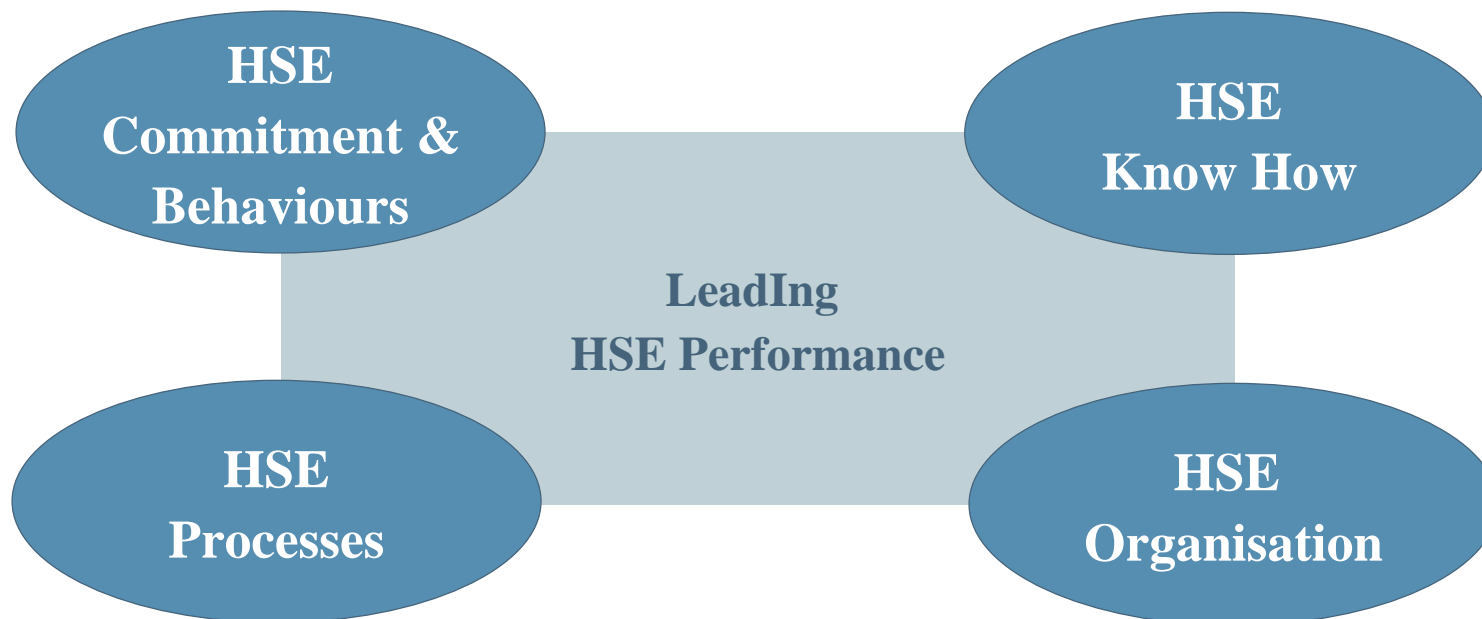 HSE
Commitment &
Behaviours
HSE
Know How
LeadIng
HSE Performance
HSE
Processes
HSE
Organisation